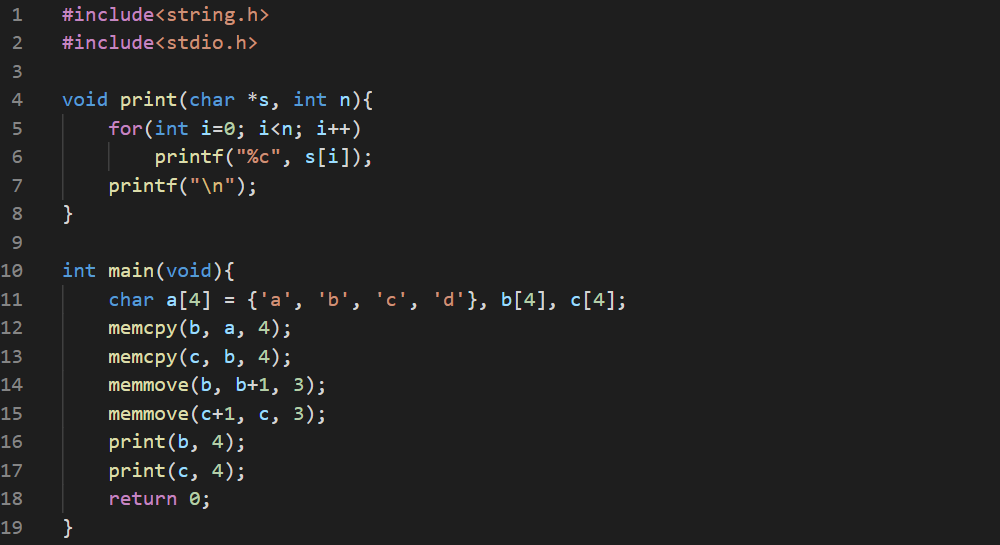 1 #include<string.h>
2 #include<stdio.h>
3
4 void print(char *s, int n){
5     for(int i=0; i<n; i++)
6         printf("%c", s[i]);
7     printf("\n");
8 }
9
10 int main(void){
11     char a[4] = {'a', 'b', 'c', 'd'}, b[4], c[4];
12     memcpy(b, a, 4);
13     memcpy(c, b, 4);
14     memmove(b, b+1, 3);
15     memmove(c+1, c, 3);
16     print(b, 4);
17     print(c, 4);
18     return 0;
19 }